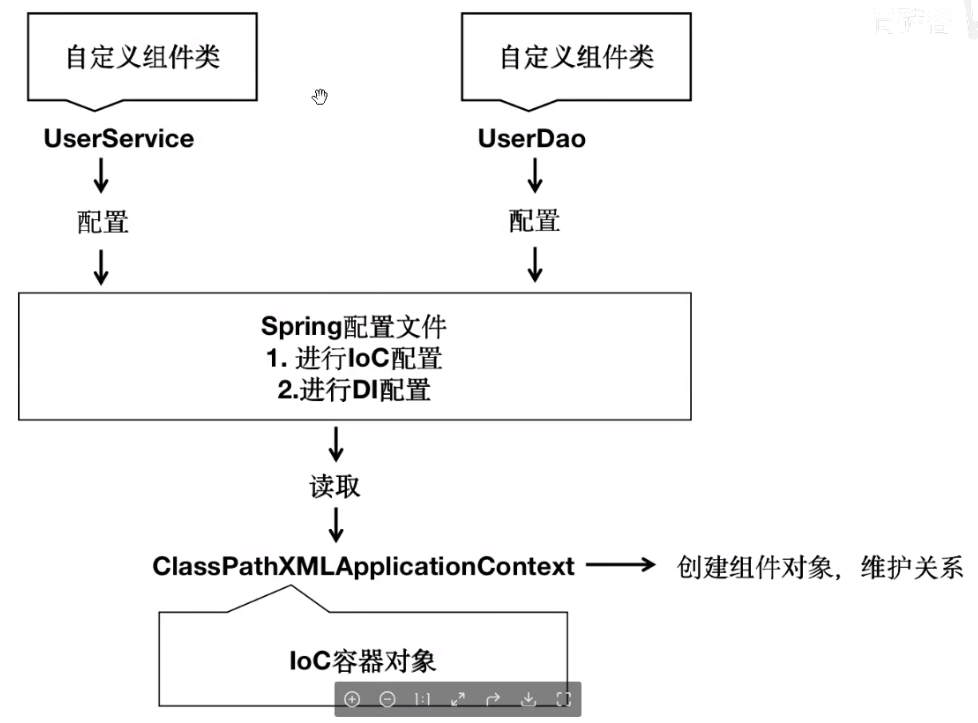 自定义组件类
自定义组件类
UserService
UserDao
配置
配置
Spring配置文件
1. 进行IoC配置
2.进行DI配置
读取
ClassPathXMLApplicationContext
创建组件对象，维护关系
IoC容器对象
1:1